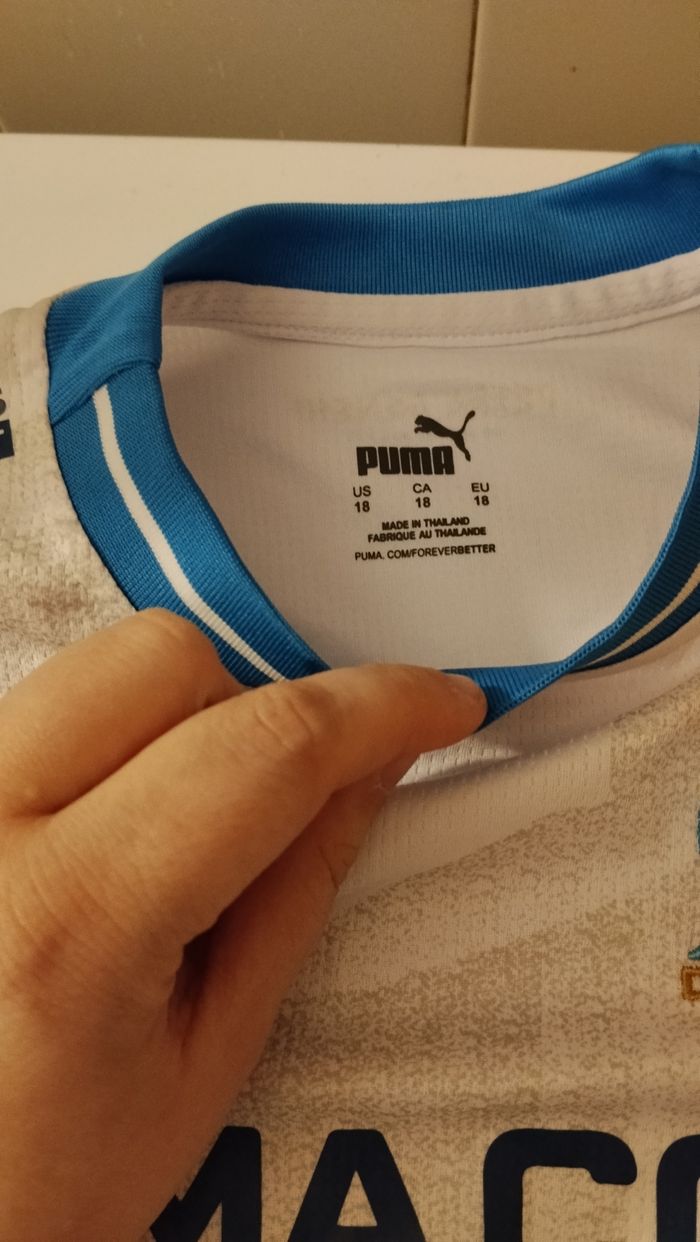 PUMA
US CA EU
18 18 18
MADE IN THAILAND
FABRIQUE AU THAILANDE
PUMA. COM/FOREVERBETTER